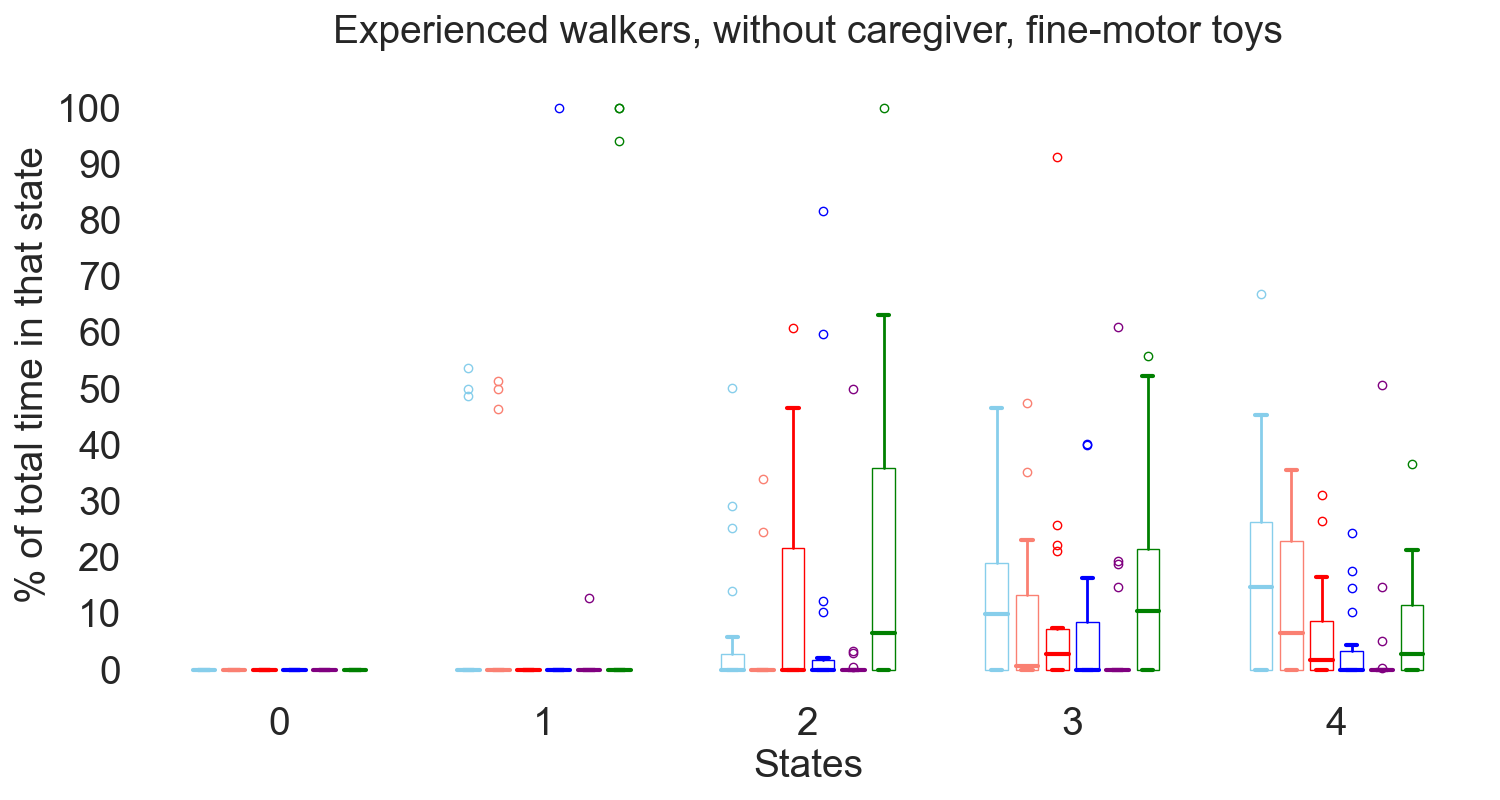 Experienced walkers, without caregiver, fine-motor toys
% of total time in that state
100
90
80
70
60
50
40
30
20
10
0
0 1 2 3 4
States